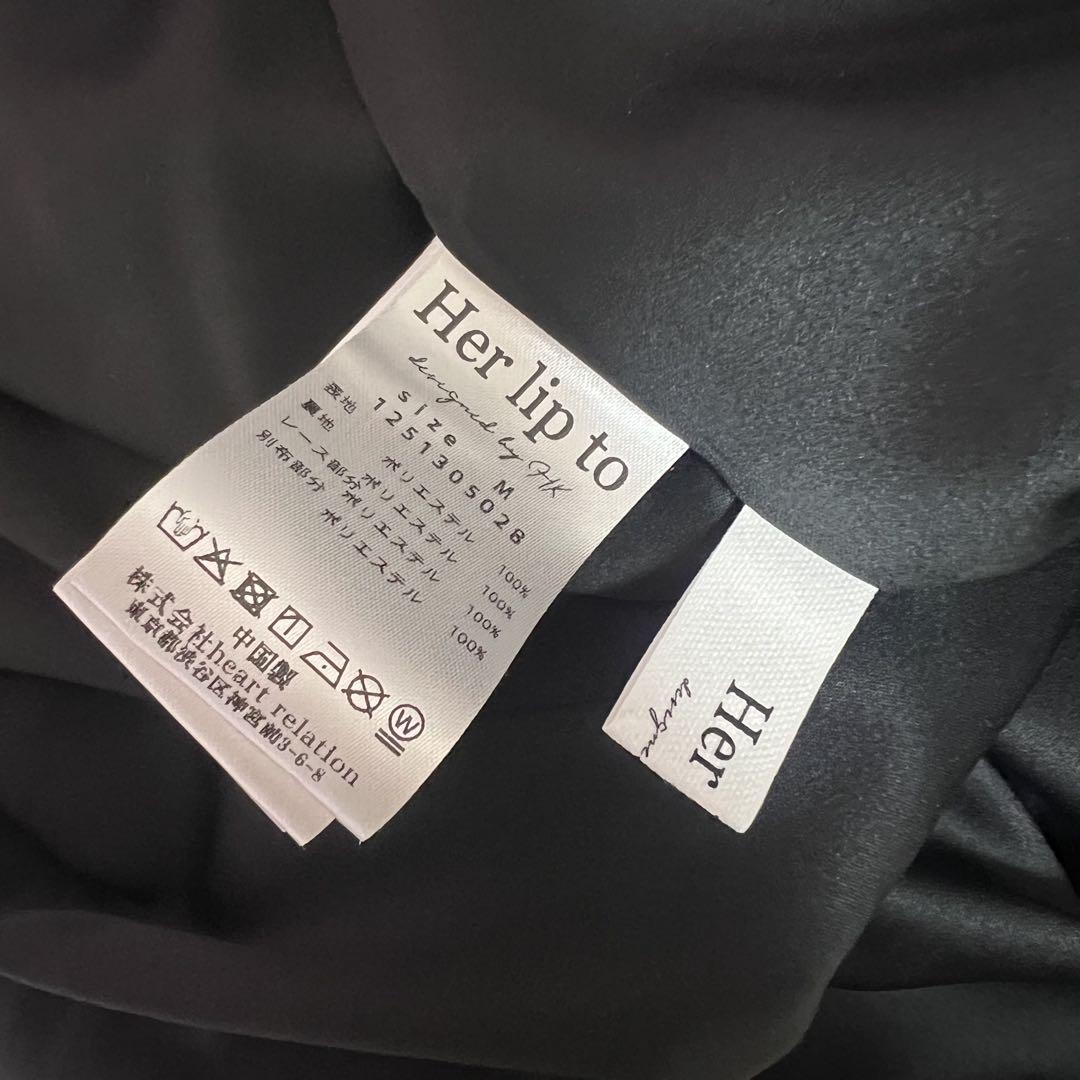 Her lip to
designed by HK
size M
125130502B
表地 ポリエステル 100%
裏地 ポリエステル 100%
レース部分 ポリエステル 100%
別布部分 ポリエステル 100%
W
中国製
株式会社heart relation
東京都渋谷区神宮前3-6-8
Her
designe